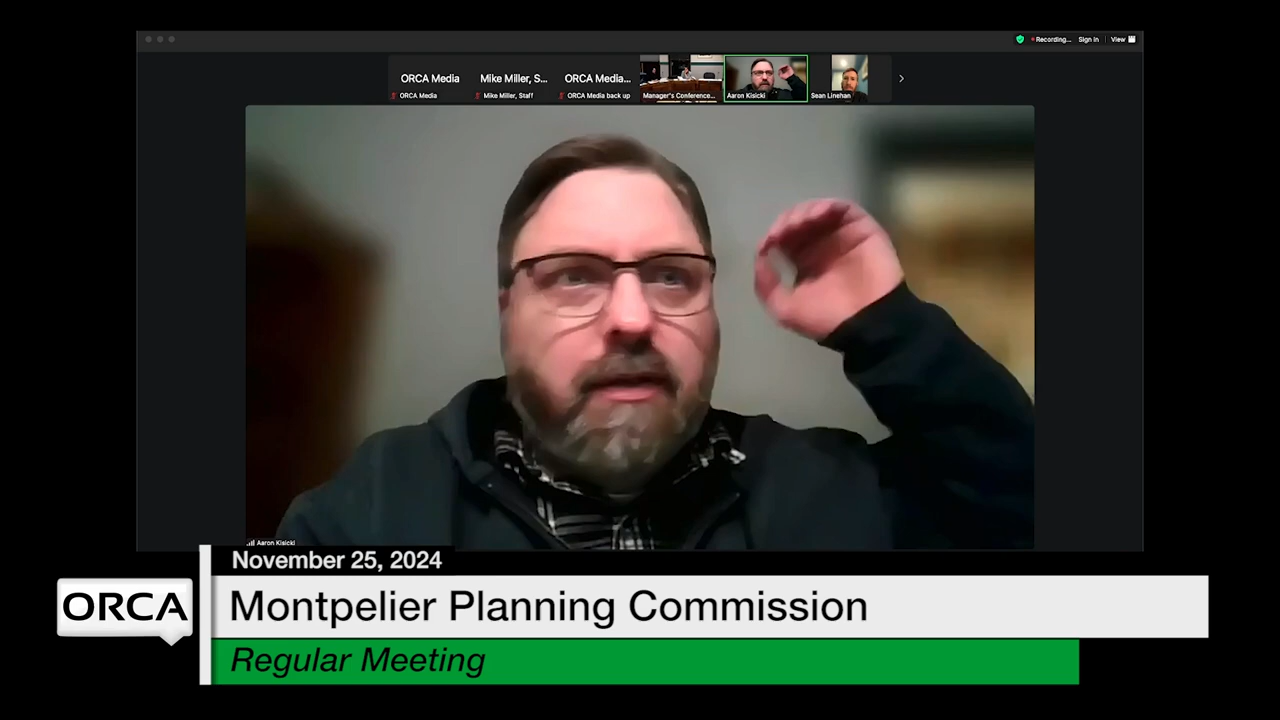 Recording... Sign in View
ORCA Media Mike Miller, S... ORCA Media...
ORCA Media Mike Miller, Staff ORCA Media back up Manager's Conference... Aaron Kisicki Sean Linehan
Aaron Kisicki
November 25, 2024
ORCA
Montpelier Planning Commission
Regular Meeting